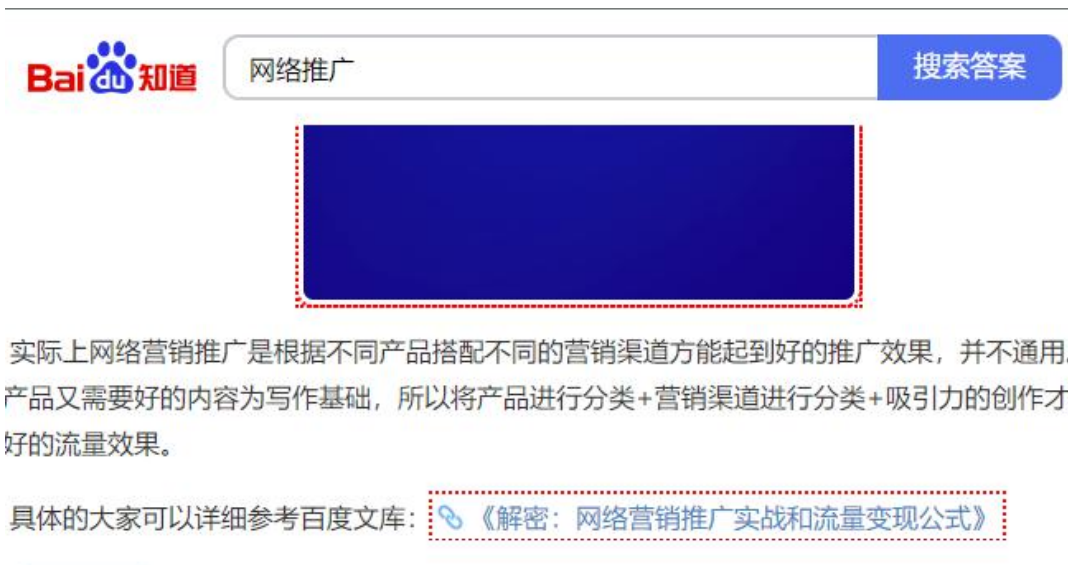 Bai du 知道 网络推广 搜索答案
实际上网络营销推广是根据不同产品搭配不同的营销渠道方能起到好的推广效果，并不通用
产品又需要好的内容为写作基础，所以将产品进行分类+营销渠道进行分类+吸引力的创作才
好的流量效果。
具体的大家可以详细参考百度文库：《解密：网络营销推广实战和流量变现公式》